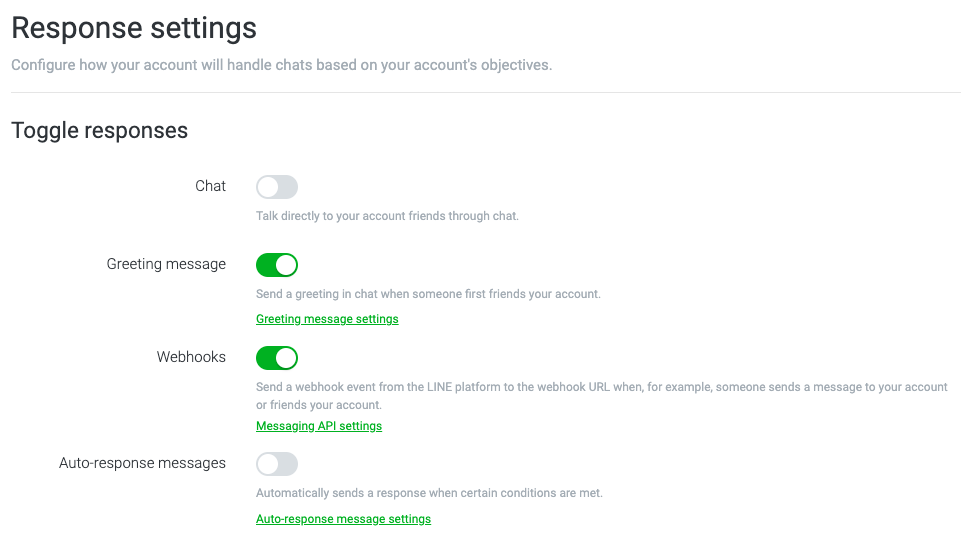 Response settings
Configure how your account will handle chats based on your account's objectives.
Toggle responses
Chat
Talk directly to your account friends through chat.
Greeting message
Send a greeting in chat when someone first friends your account.
Greeting message settings
Webhooks
Send a webhook event from the LINE platform to the webhook URL when, for example, someone sends a message to your account
or friends your account.
Messaging API settings
Auto-response messages
Automatically sends a response when certain conditions are met.
Auto-response message settings